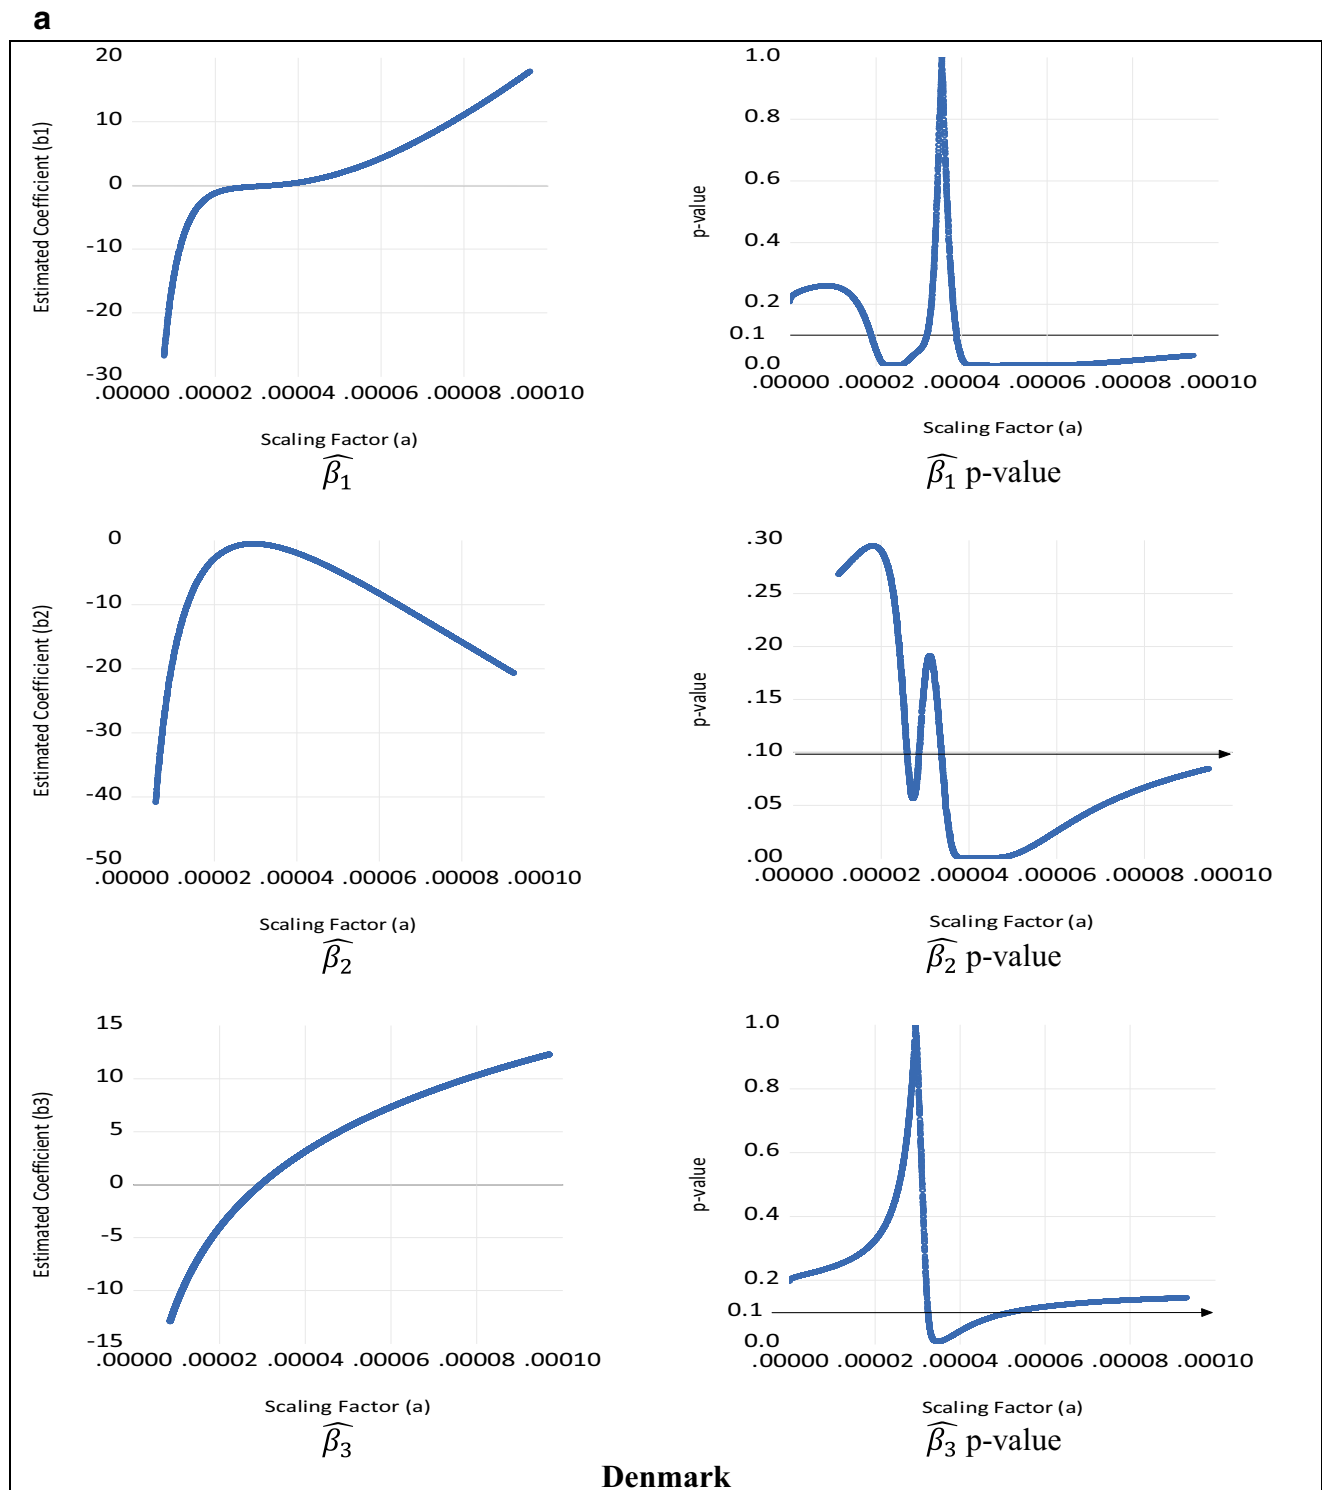 a
20
10
0
-10
-20
-30
.00000 .00002 .00004 .00006 .00008 .00010
Estimated Coefficient (b1)
Scaling Factor (a)
β̂1
1.0
0.8
0.6
0.4
0.2
0.1
0.0
.00000 .00002 .00004 .00006 .00008 .00010
p-value
Scaling Factor (a)
β̂1 p-value
0
-10
-20
-30
-40
-50
.00000 .00002 .00004 .00006 .00008 .00010
Estimated Coefficient (b2)
Scaling Factor (a)
β̂2
.30
.25
.20
.15
.10
.05
.00
.00000 .00002 .00004 .00006 .00008 .00010
p-value
Scaling Factor (a)
β̂2 p-value
15
10
5
0
-5
-10
-15
.00000 .00002 .00004 .00006 .00008 .00010
Estimated Coefficient (b3)
Scaling Factor (a)
β̂3
1.0
0.8
0.6
0.4
0.2
0.1
0.0
.00000 .00002 .00004 .00006 .00008 .00010
p-value
Scaling Factor (a)
β̂3 p-value
Denmark